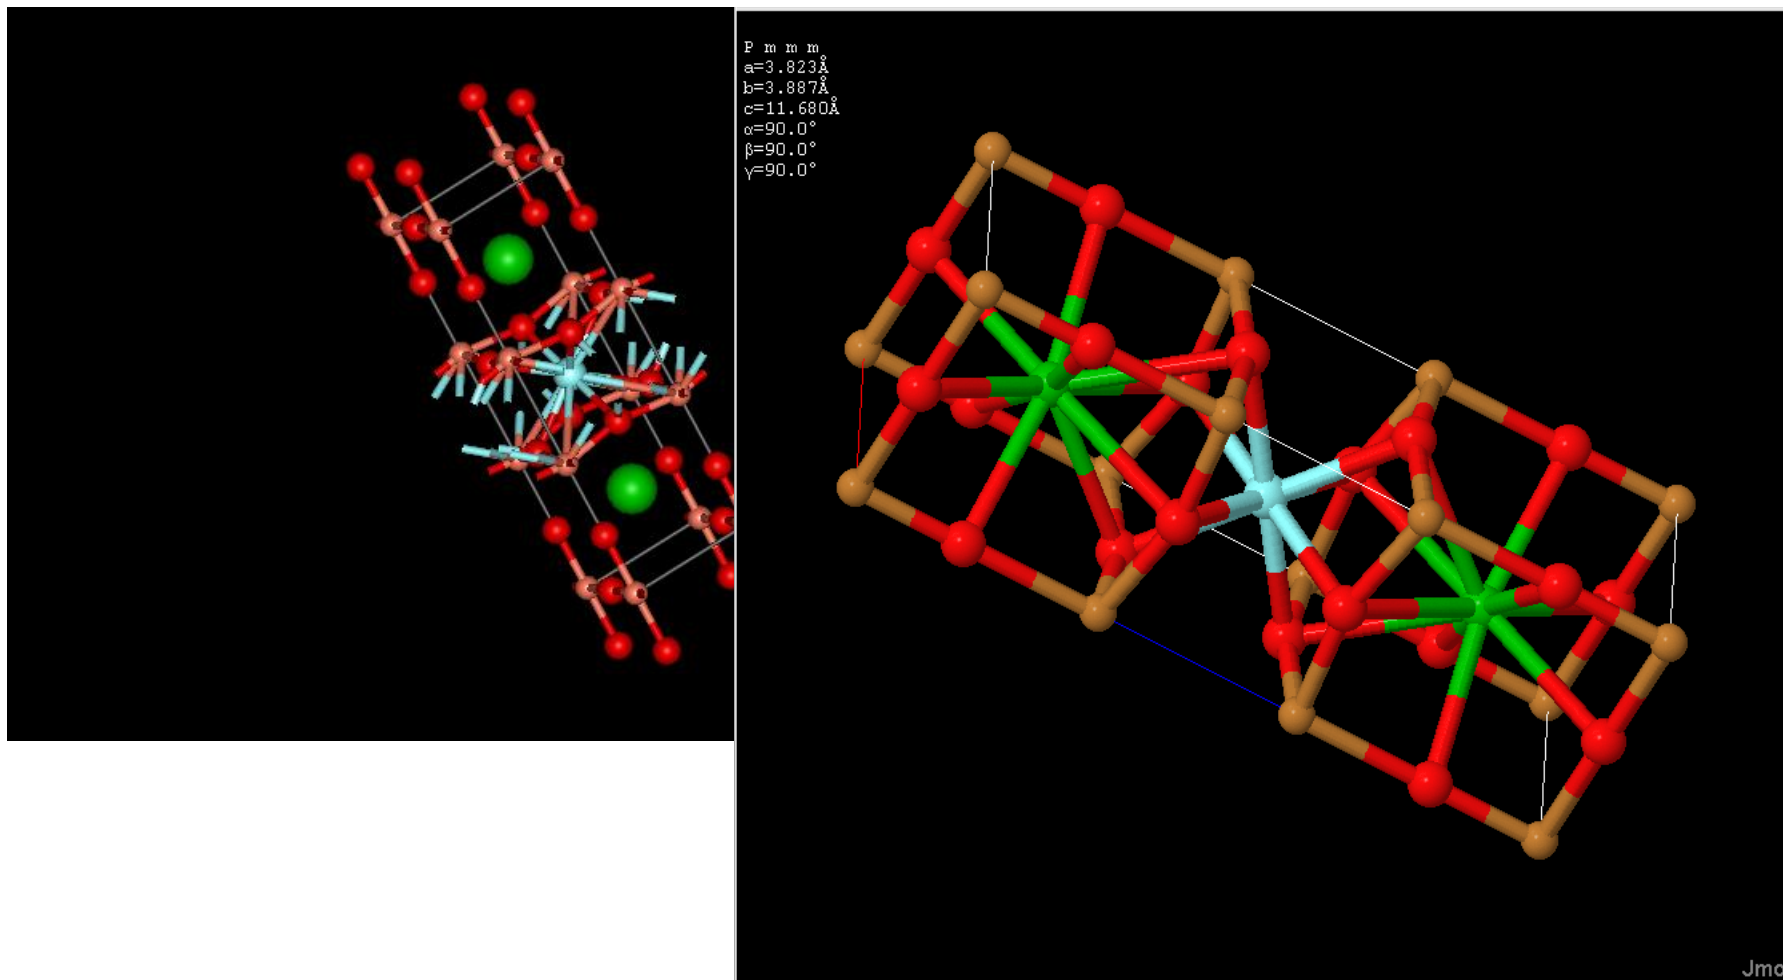 P m m m
a=3.823Å
b=3.887Å
c=11.680Å
α=90.0°
β=90.0°
γ=90.0°
Jmo